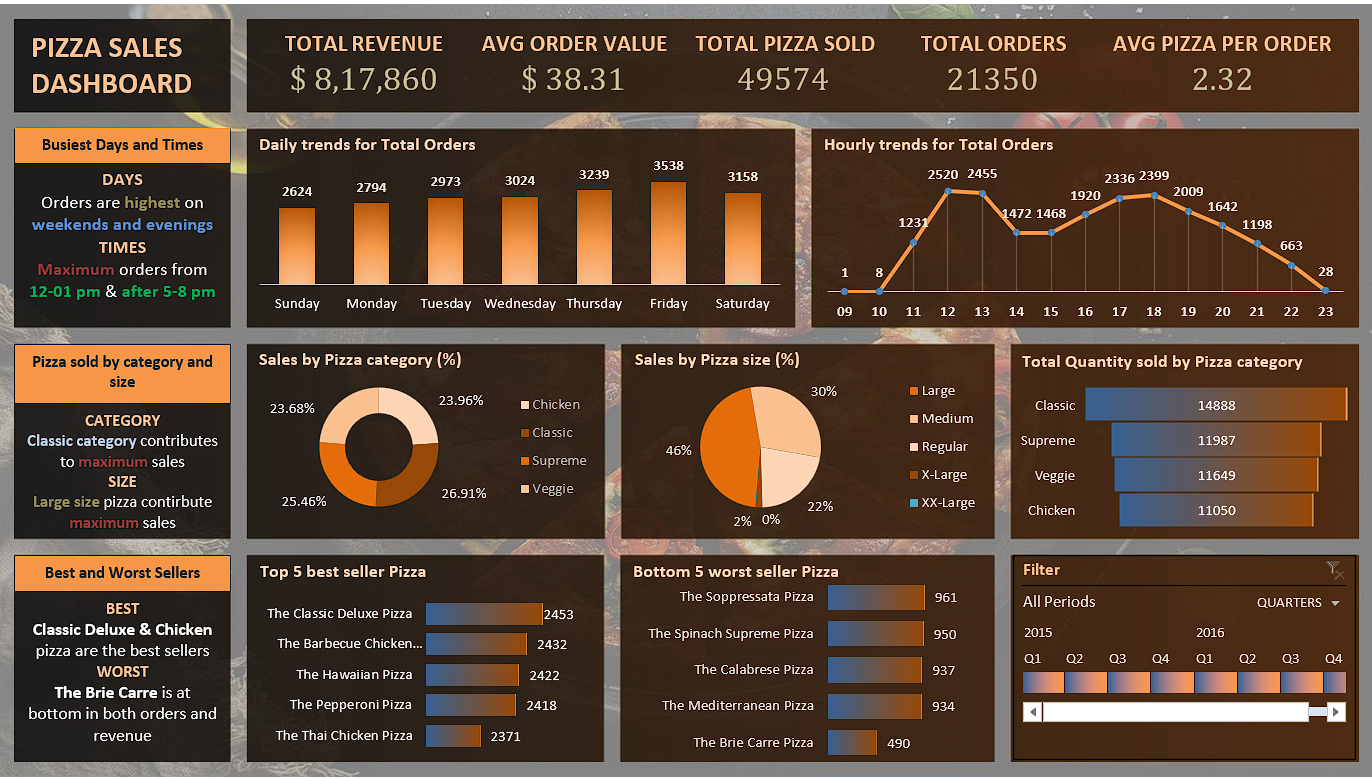 PIZZA SALES
DASHBOARD
TOTAL REVENUE
$ 8,17,860
AVG ORDER VALUE
$ 38.31
TOTAL PIZZA SOLD
49574
TOTAL ORDERS
21350
AVG PIZZA PER ORDER
2.32
Busiest Days and Times
DAYS
Orders are highest on
weekends and evenings
TIMES
Maximum orders from
12-01 pm & after 5-8 pm
Daily trends for Total Orders
2624
2794
2973
3024
3239
3538
3158
Sunday
Monday
Tuesday
Wednesday
Thursday
Friday
Saturday
Hourly trends for Total Orders
1
8
1231
2520
2455
1472
1468
1920
2336
2399
2009
1642
1198
663
28
09
10
11
12
13
14
15
16
17
18
19
20
21
22
23
Pizza sold by category and
size
CATEGORY
Classic category contributes
to maximum sales
SIZE
Large size pizza contirbute
maximum sales
Sales by Pizza category (%)
23.68%
23.96%
25.46%
26.91%
Chicken
Classic
Supreme
Veggie
Sales by Pizza size (%)
30%
46%
22%
2%
0%
Large
Medium
Regular
X-Large
XX-Large
Total Quantity sold by Pizza category
Classic
14888
Supreme
11987
Veggie
11649
Chicken
11050
Best and Worst Sellers
BEST
Classic Deluxe & Chicken
pizza are the best sellers
WORST
The Brie Carre is at
bottom in both orders and
revenue
Top 5 best seller Pizza
The Classic Deluxe Pizza
2453
The Barbecue Chicken...
2432
The Hawaiian Pizza
2422
The Pepperoni Pizza
2418
The Thai Chicken Pizza
2371
Bottom 5 worst seller Pizza
The Soppressata Pizza
961
The Spinach Supreme Pizza
950
The Calabrese Pizza
937
The Mediterranean Pizza
934
The Brie Carre Pizza
490
Filter
All Periods
QUARTERS
2015
2016
Q1
Q2
Q3
Q4
Q1
Q2
Q3
Q4